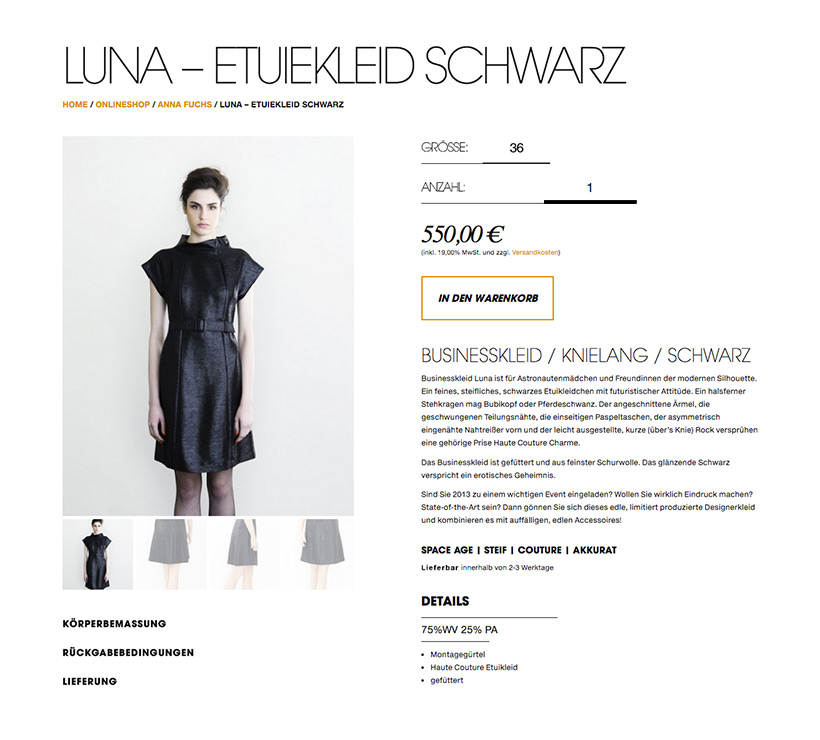 LUNA – ETUIEKLEID SCHWARZ
HOME / ONLINESHOP / ANNA FUCHS / LUNA – ETUIEKLEID SCHWARZ
GRÖSSE: 36
ANZAHL: 1
550,00 €
(inkl. 19,00% MwSt. und zzgl. Versandkosten)
IN DEN WARENKORB
BUSINESSKLEID / KNIELANG / SCHWARZ
Businesskleid Luna ist für Astronautenmädchen und Freundinnen der modernen Silhouette.
Ein feines, steifliches, schwarzes Etuikleidchen mit futuristischer Attitüde. Ein halsferner
Stehkragen mag Bubikopf oder Pferdeschwanz. Der angeschnittene Ärmel, die
geschwungenen Teilungsnähte, die einseitigen Paspeltaschen, der asymmetrisch
eingenähte Nahtreißer vorn und der leicht ausgestellte, kurze (über's Knie) Rock versprühen
eine gehörige Prise Haute Couture Charme.
Das Businesskleid ist gefüttert und aus feinster Schurwolle. Das glänzende Schwarz
verspricht ein erotisches Geheimnis.
Sind Sie 2013 zu einem wichtigen Event eingeladen? Wollen Sie wirklich Eindruck machen?
State-of-the-Art sein? Dann gönnen Sie sich dieses edle, limitiert produzierte Designerkleid
und kombinieren es mit auffälligen, edlen Accessoires!
SPACE AGE | STEIF | COUTURE | AKKURAT
Lieferbar innerhalb von 2-3 Werktage
DETAILS
75%WV 25% PA
• Montagegürtel
• Haute Couture Etuikleid
• gefüttert
KÖRPERBEMASSUNG
RÜCKGABEBEDINGUNGEN
LIEFERUNG